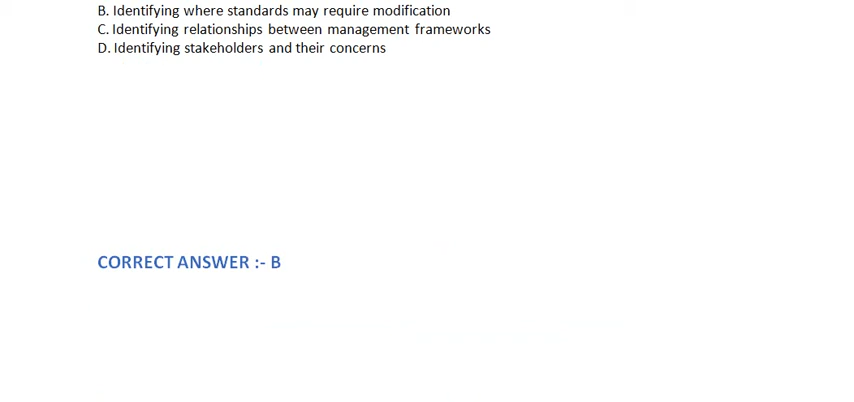 B. Identifying where standards may require modification
C. Identifying relationships between management frameworks
D. Identifying stakeholders and their concerns
CORRECT ANSWER :- B